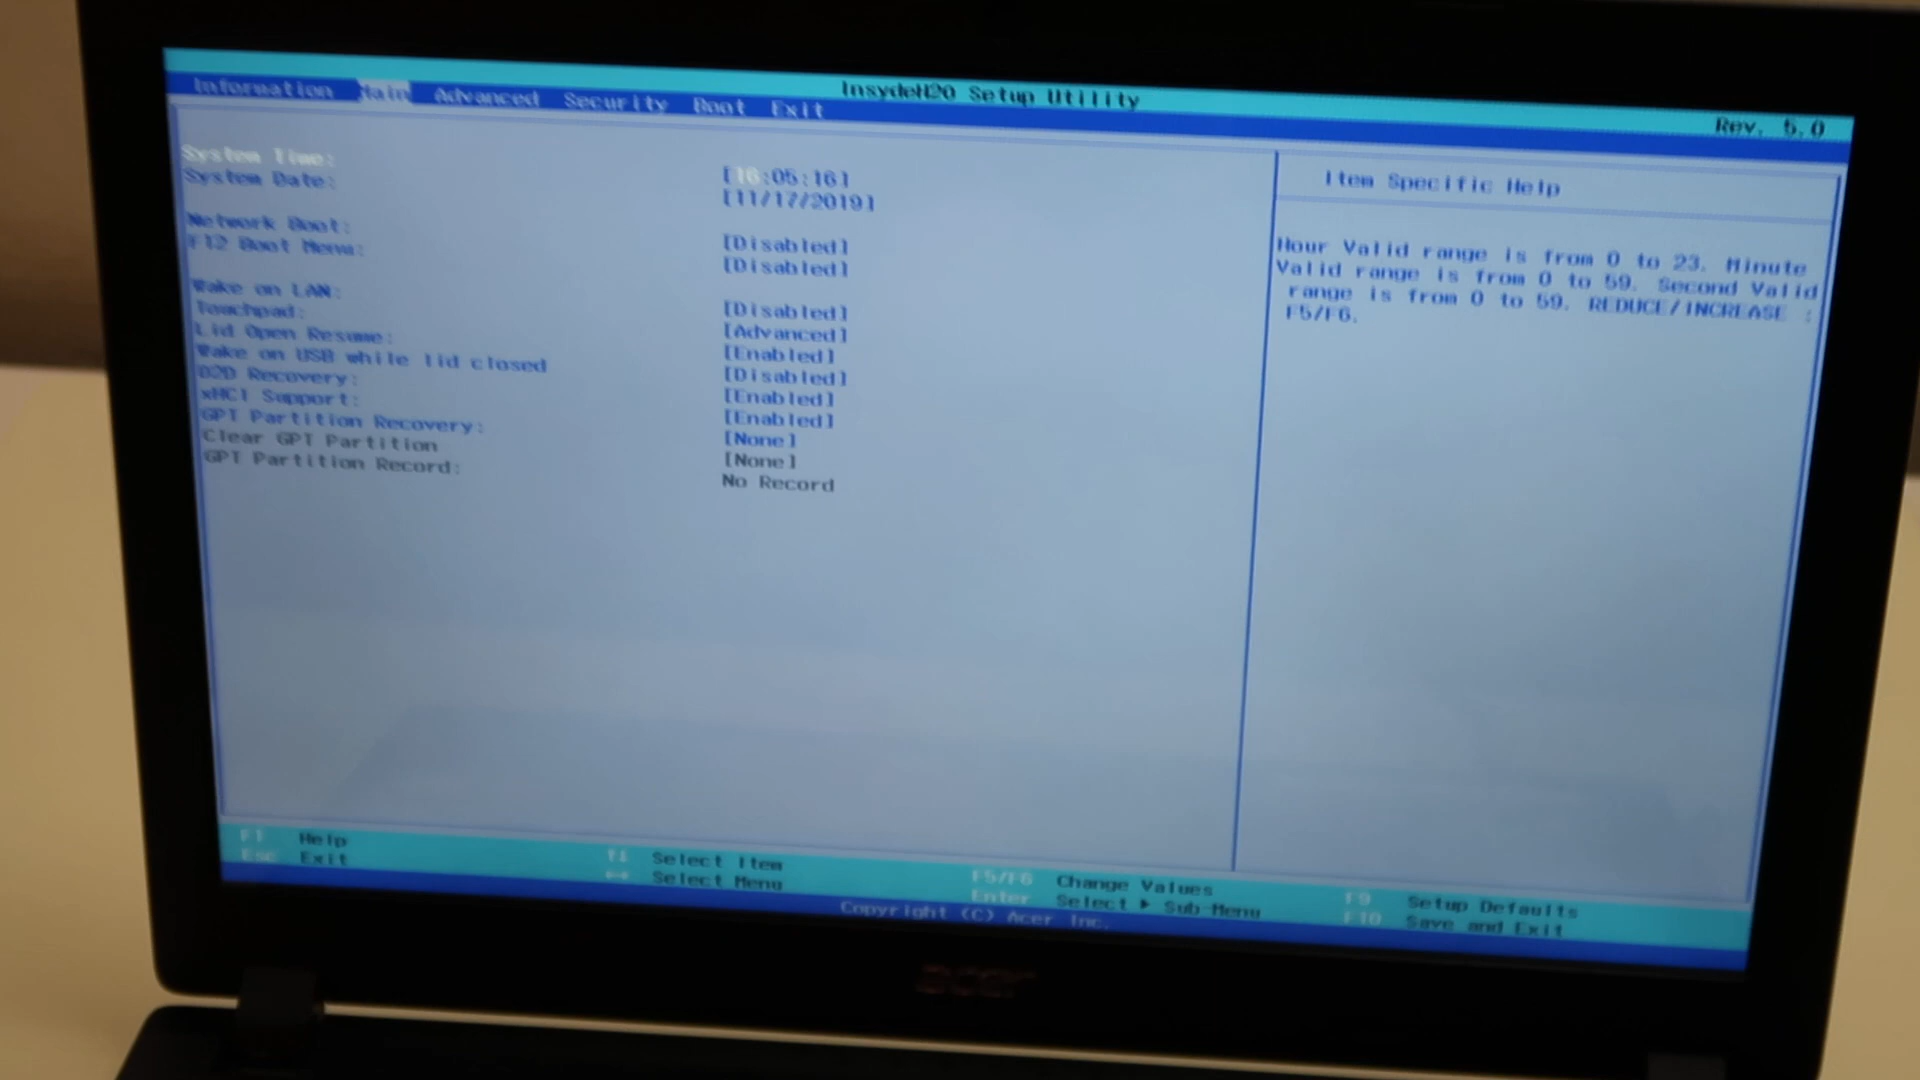 InsydeH20 Setup Utility
Rev. 5.0
Information Main Advanced Security Boot Exit
System Time: [16:05:16]
System Date: [11/17/2019]
Network Boot: [Disabled]
F12 Boot Menu: [Disabled]
Wake on LAN: [Disabled]
Touchpad: [Advanced]
Lid Open Resume: [Enabled]
Wake on USB while lid closed [Disabled]
D2D Recovery: [Enabled]
xHCI Support: [Enabled]
GPT Partition Recovery: [None]
Clear GPT Partition [None]
GPT Partition Record: No Record
Item Specific Help
Hour Valid range is from 0 to 23. Minute
Valid range is from 0 to 59. Second Valid
range is from 0 to 59. REDUCE/INCREASE :
F5/F6.
F1 Help ↑↓ Select Item F5/F6 Change Values F9 Setup Defaults
Esc Exit ←→ Select Menu Enter Select ▶ Sub-Menu F10 Save and Exit
Copyright (C) Acer Inc.
acer